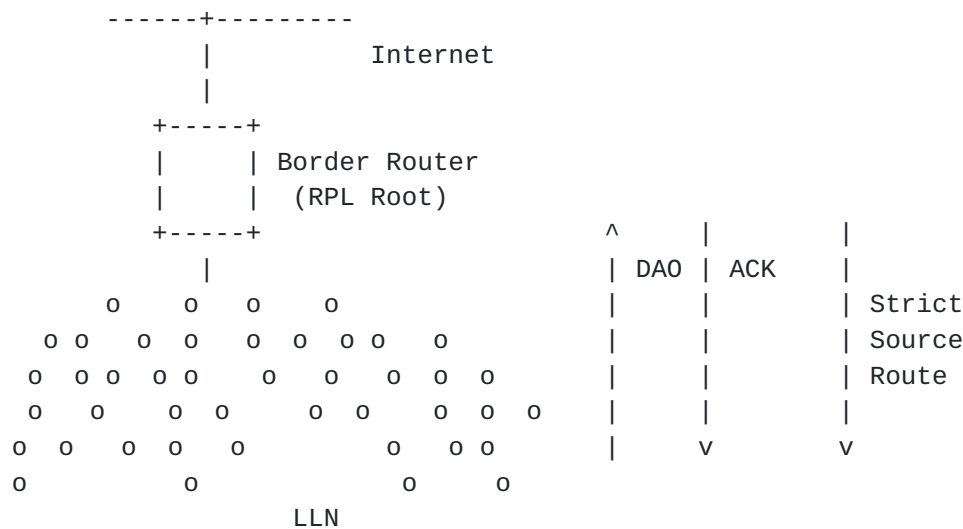 ------+---------
|          Internet
|
+-----+
|     | Border Router
|     |  (RPL Root)
+-----+                      ^     |        |
|                        | DAO | ACK    |
o    o   o    o                 |     |        | Strict
o o   o  o   o  o  o o   o          |     |        | Source
o  o o  o o    o   o   o  o  o       |     |        | Route
o   o    o  o     o  o    o  o  o    |     |        |
o  o   o  o   o         o   o o       |     v        v
o          o             o     o
LLN